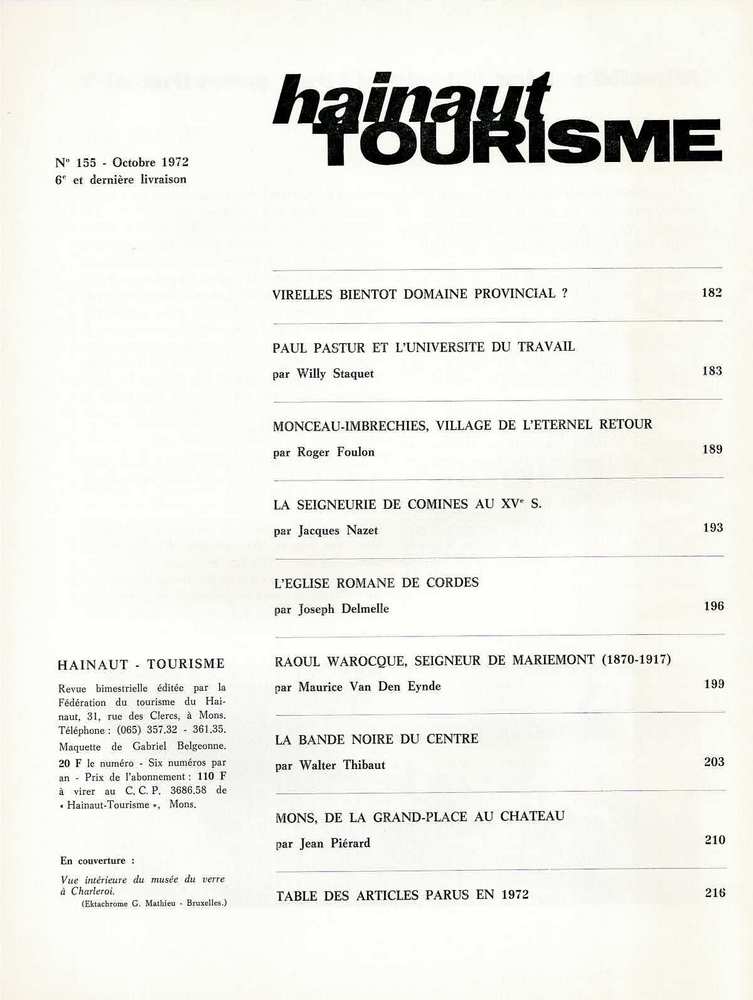 hainaut
TOURISME
N° 155 - Octobre 1972
6e et dernière livraison
VIRELLES BIENTOT DOMAINE PROVINCIAL ? 182
PAUL PASTUR ET L'UNIVERSITE DU TRAVAIL
par Willy Staquet 183
MONCEAU-IMBRECHIES, VILLAGE DE L'ETERNEL RETOUR
par Roger Foulon 189
LA SEIGNEURIE DE COMINES AU XVe S.
par Jacques Nazet 193
L'EGLISE ROMANE DE CORDES
par Joseph Delmelle 196
RAOUL WAROCQUE, SEIGNEUR DE MARIEMONT (1870-1917)
par Maurice Van Den Eynde 199
LA BANDE NOIRE DU CENTRE
par Walter Thibaut 203
MONS, DE LA GRAND-PLACE AU CHATEAU
par Jean Piérard 210
TABLE DES ARTICLES PARUS EN 1972 216
HAINAUT - TOURISME
Revue bimestrielle éditée par la
Fédération du tourisme du Hai-
naut, 31, rue des Clercs, à Mons.
Téléphone : (065) 357.32 - 361.35.
Maquette de Gabriel Belgeonne.
20 F le numéro - Six numéros par
an - Prix de l'abonnement : 110 F
à virer au C. C. P. 3686.58 de
« Hainaut-Tourisme », Mons.
En couverture :
Vue intérieure du musée du verre
à Charleroi.
(Ektachrome G. Mathieu - Bruxelles.)